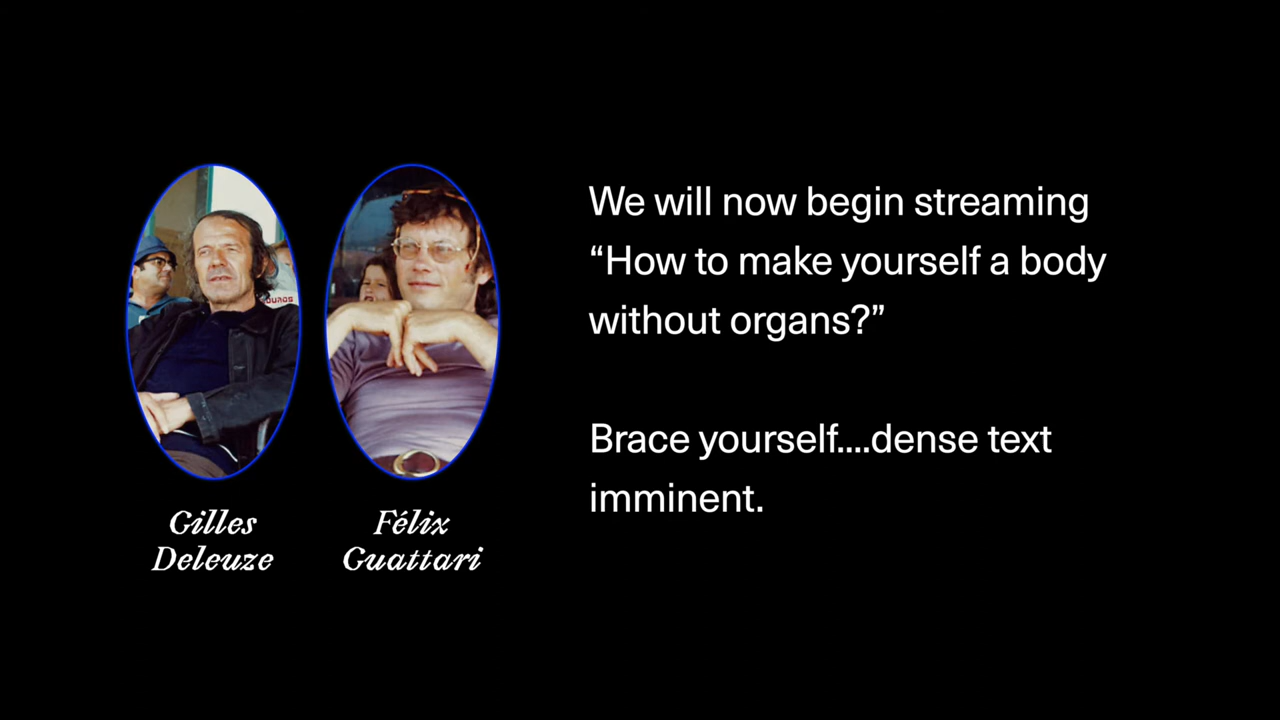 Gilles
Deleuze
Félix
Guattari
We will now begin streaming
“How to make yourself a body
without organs?”
Brace yourself....dense text
imminent.